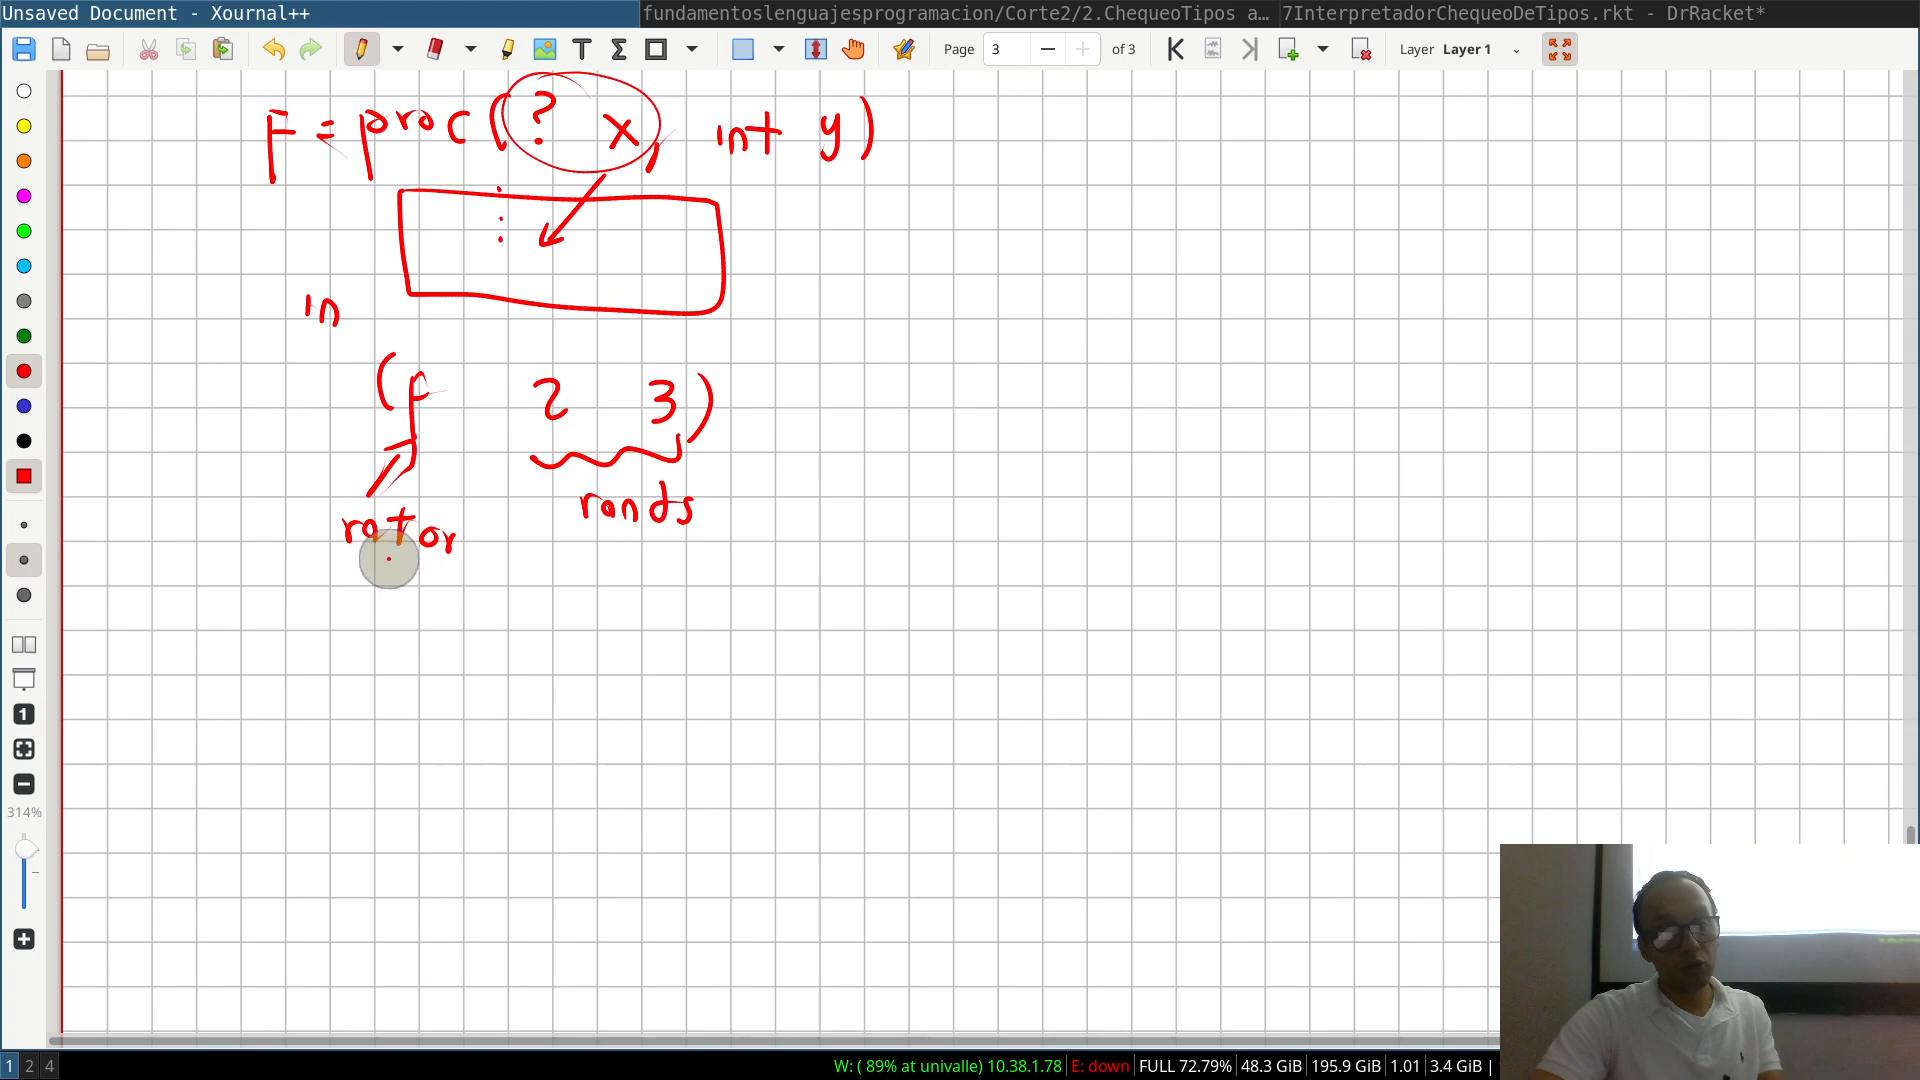 Unsaved Document - Xournal++
fundamentoslenguajesprogramacion/Corte2/2.ChequeoTipos a…
7InterpretadorChequeoDeTipos.rkt - DrRacket*
Page 3 of 3
Layer Layer 1
F = proc (? x, int y)
in
(f 2 3)
rands
rator
1
314%
1 2 4
W: ( 89% at univalle) 10.38.1.78 E: down FULL 72.79% 48.3 GiB 195.9 GiB 1.01 3.4 GiB